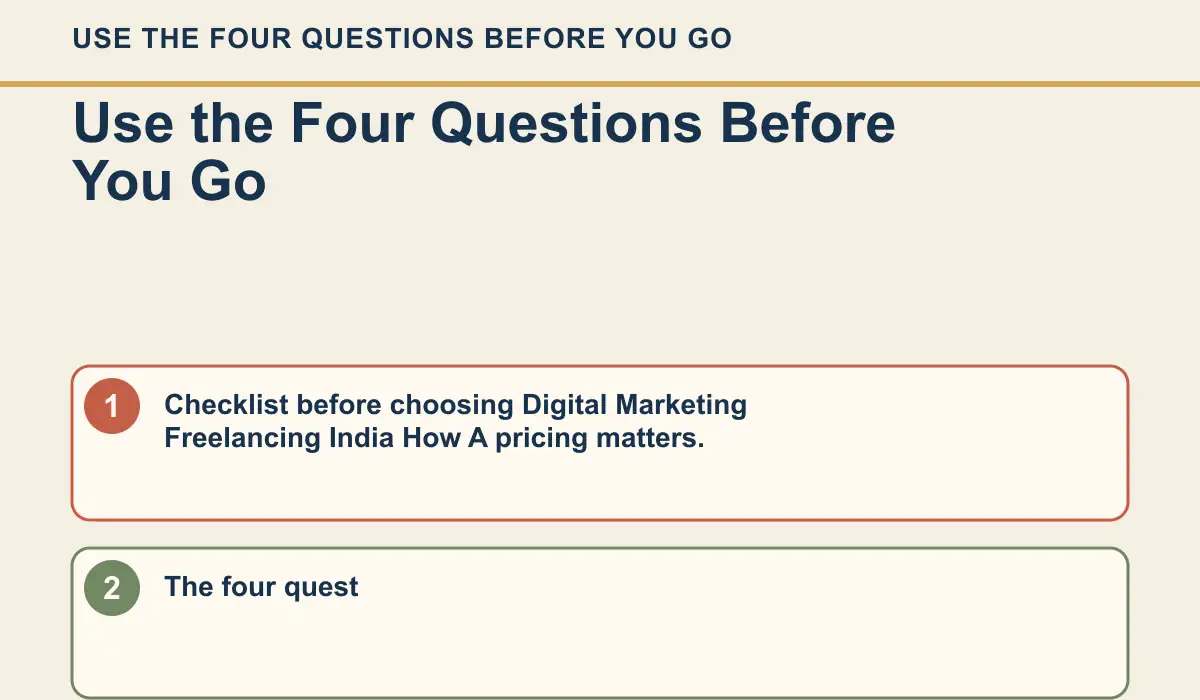 USE THE FOUR QUESTIONS BEFORE YOU GO
Use the Four Questions Before
You Go
1
Checklist before choosing Digital Marketing
Freelancing India How A pricing matters.
2
The four quest